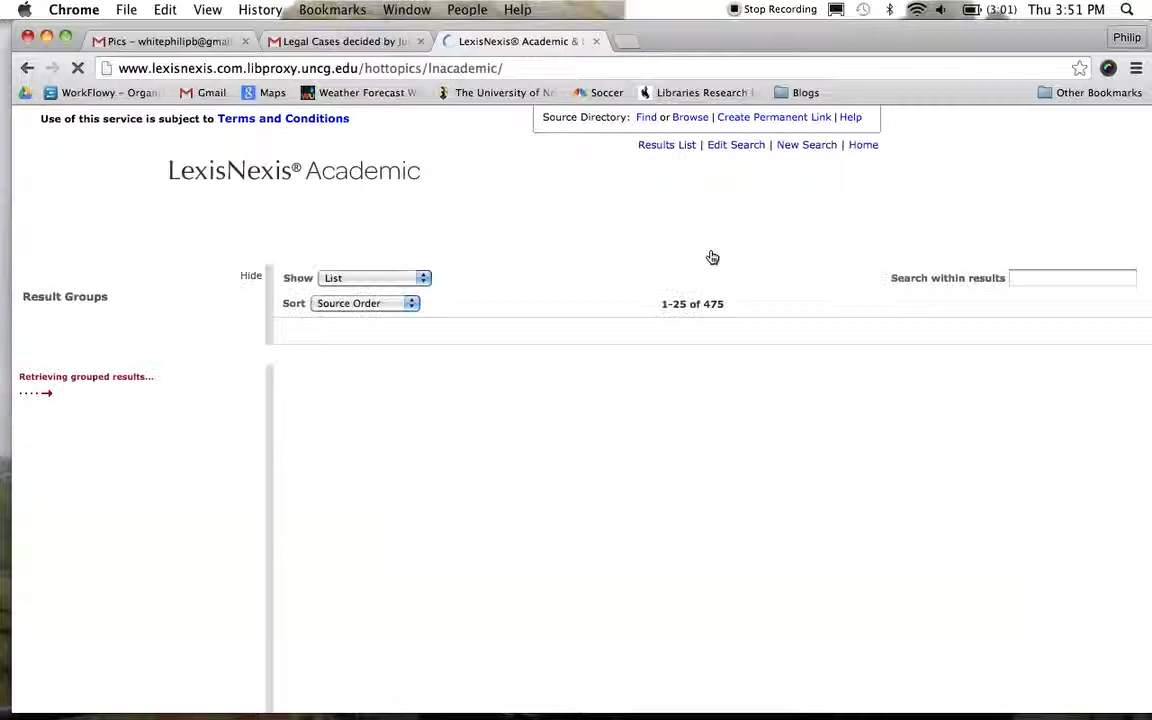 Chrome File Edit View History Bookmarks Window People Help Stop Recording (3:01) Thu 3:51 PM
Pics – whitephilipb@gmai × Legal Cases decided by Ju × LexisNexis® Academic & × Philip
www.lexisnexis.com.libproxy.uncg.edu/hottopics/lnacademic/
WorkFlowy – Organ Gmail Maps Weather Forecast W The University of No Soccer Libraries Research Blogs Other Bookmarks
Use of this service is subject to Terms and Conditions
Source Directory: Find or Browse | Create Permanent Link | Help
Results List | Edit Search | New Search | Home
LexisNexis® Academic
Hide
Show List
Search within results
Result Groups
Sort Source Order
1-25 of 475
Retrieving grouped results...